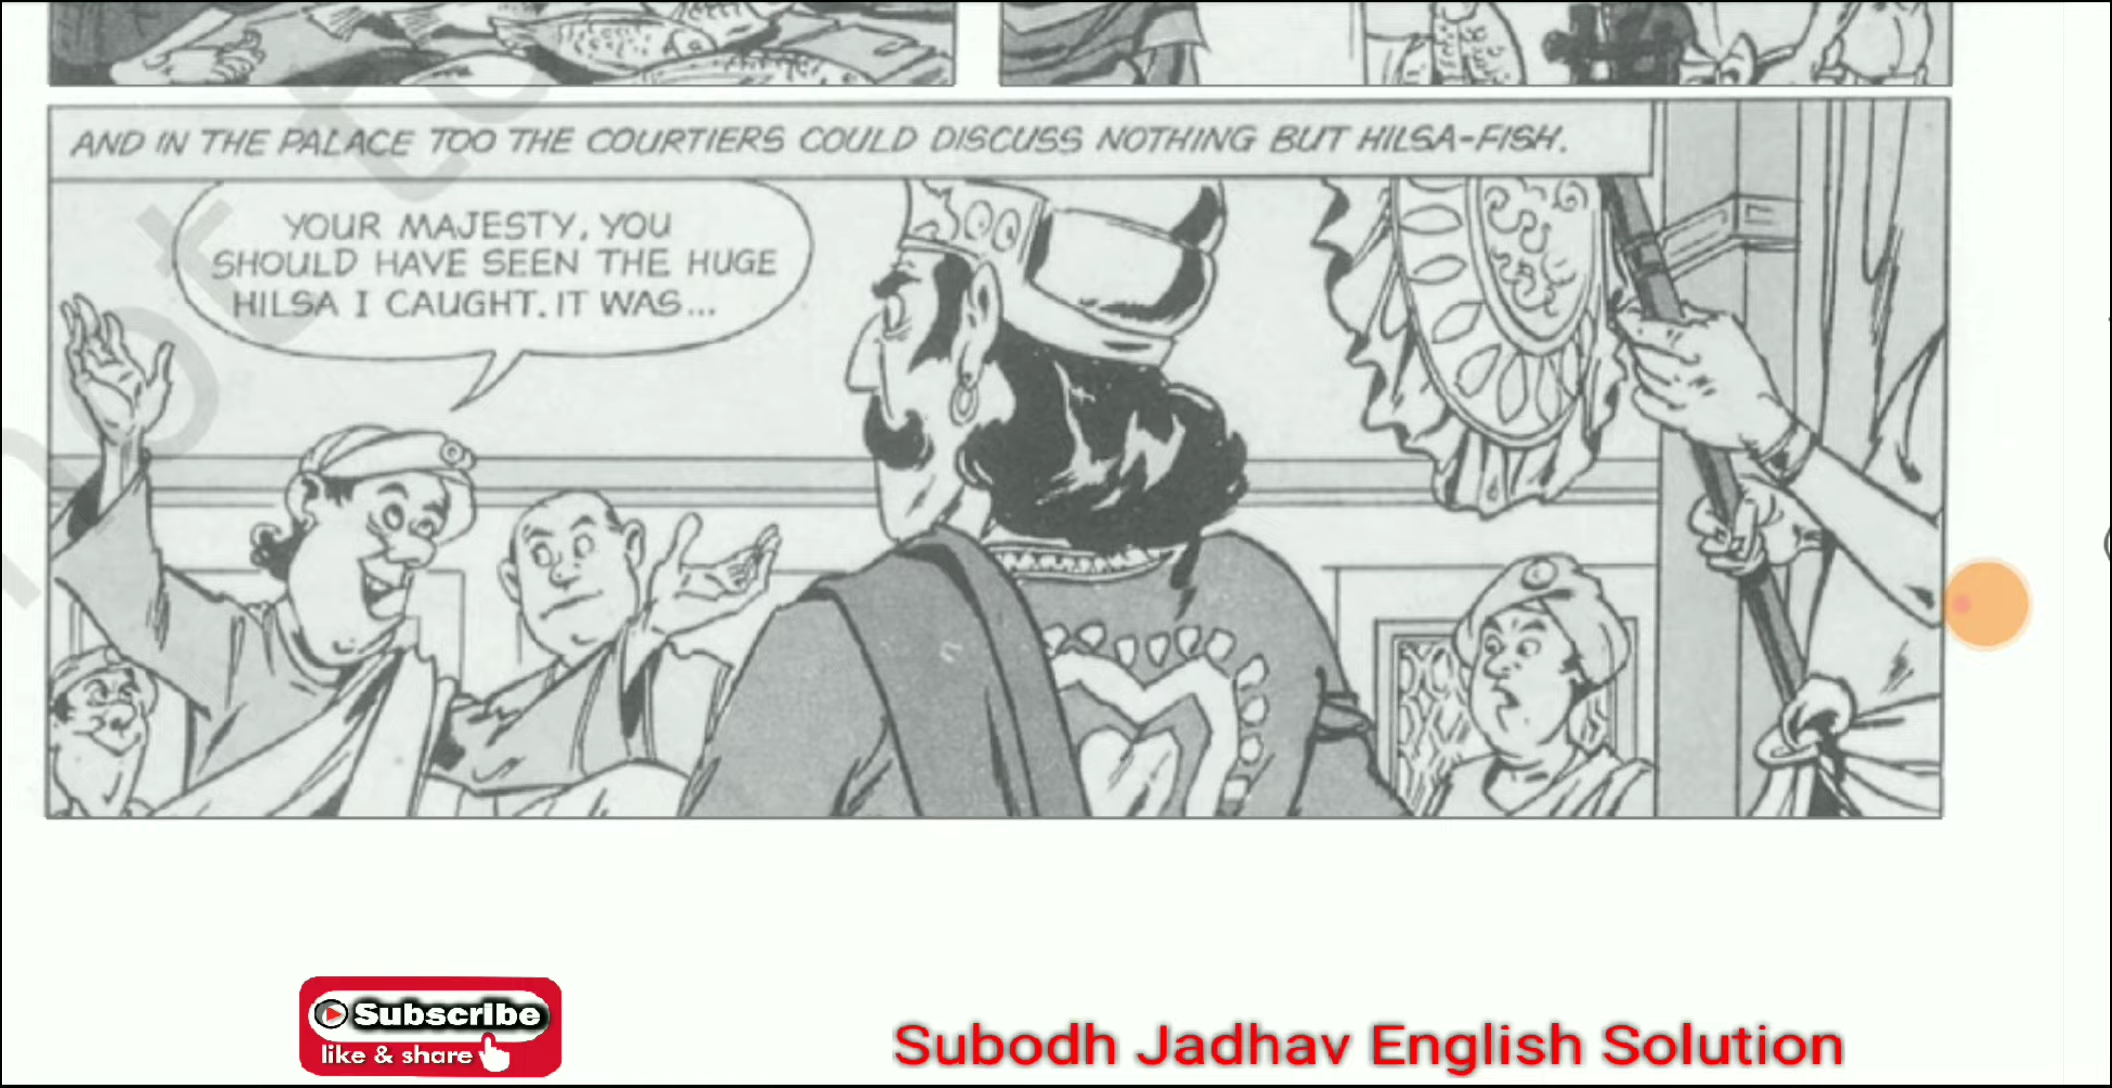 AND IN THE PALACE TOO THE COURTIERS COULD DISCUSS NOTHING BUT HILSA-FISH.
YOUR MAJESTY, YOU
SHOULD HAVE SEEN THE HUGE
HILSA I CAUGHT. IT WAS...
Subscribe
like & share
Subodh Jadhav English Solution